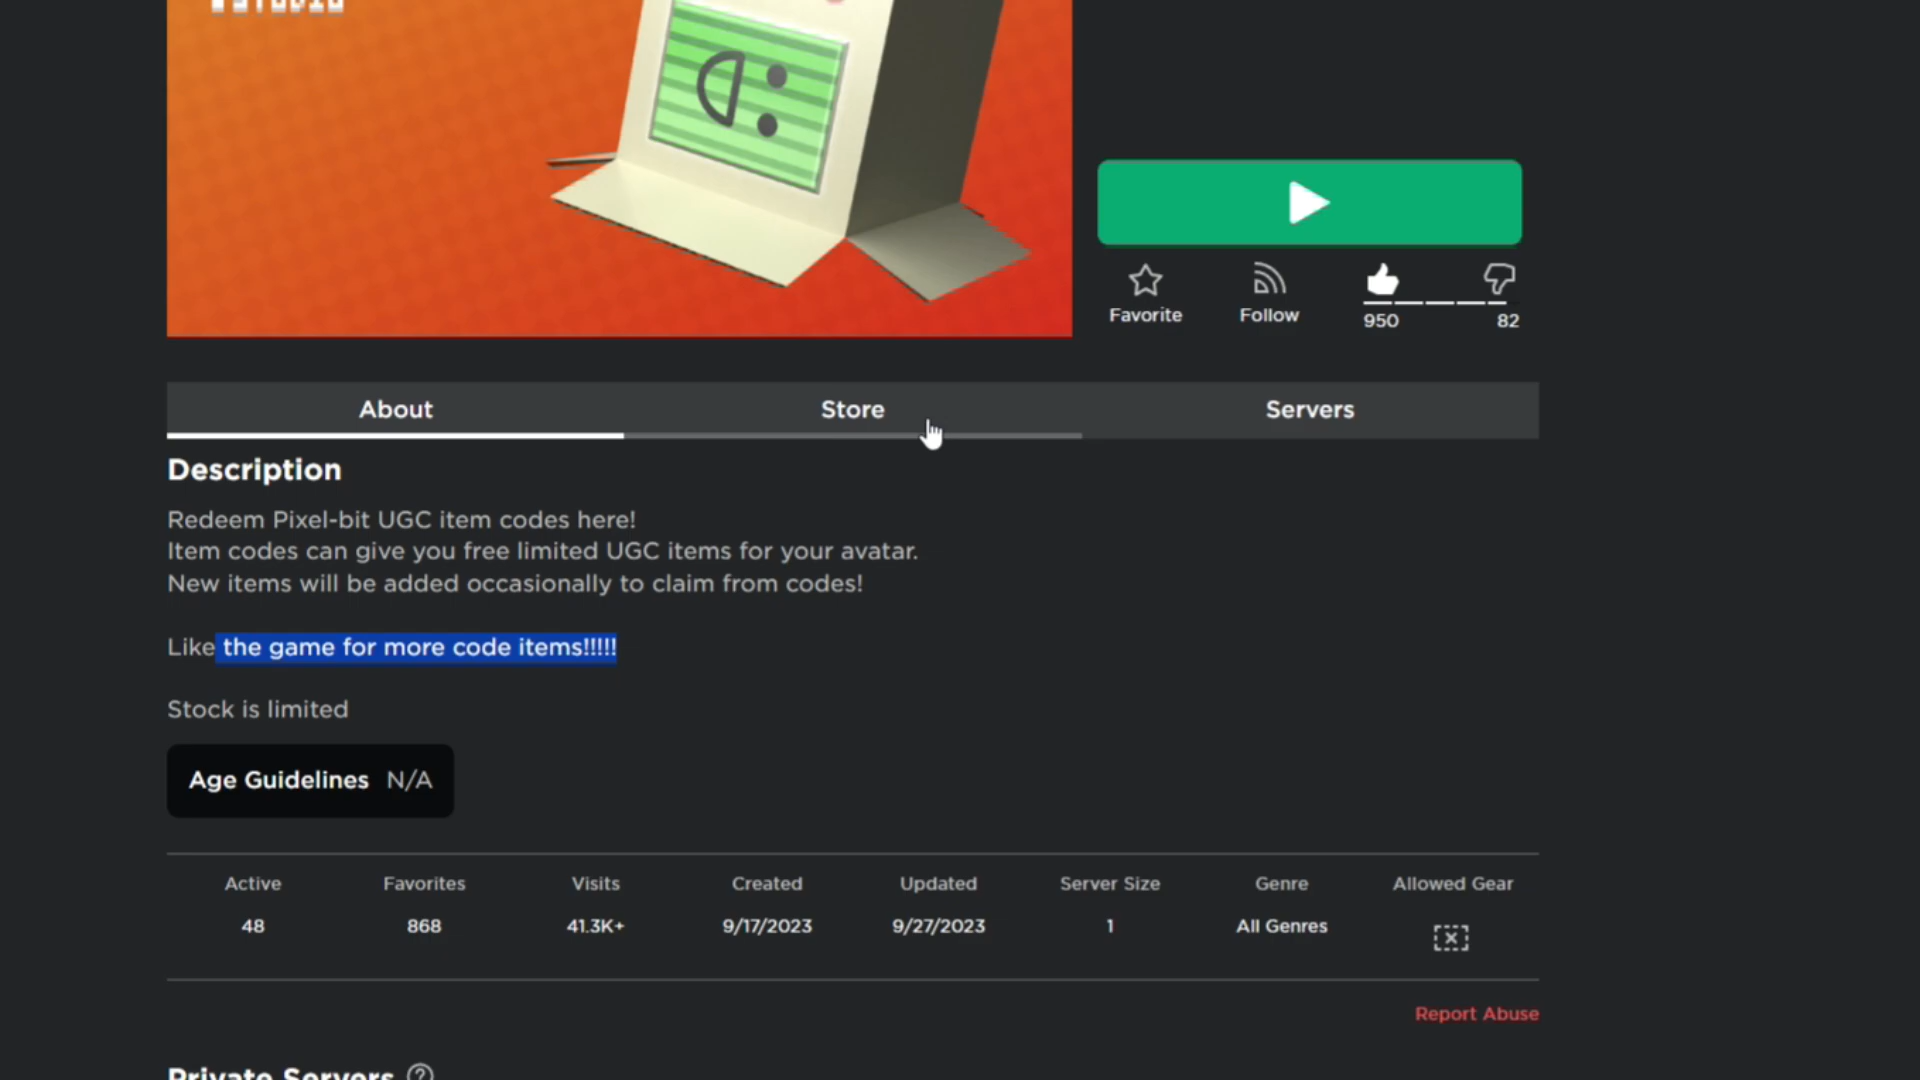 Favorite
Follow
950
82
About
Store
Servers
Description
Redeem Pixel-bit UGC item codes here!
Item codes can give you free limited UGC items for your avatar.
New items will be added occasionally to claim from codes!
Like the game for more code items!!!!!
Stock is limited
Age Guidelines N/A
Active
Favorites
Visits
Created
Updated
Server Size
Genre
Allowed Gear
48
868
41.3K+
9/17/2023
9/27/2023
1
All Genres
Report Abuse
Private Servers